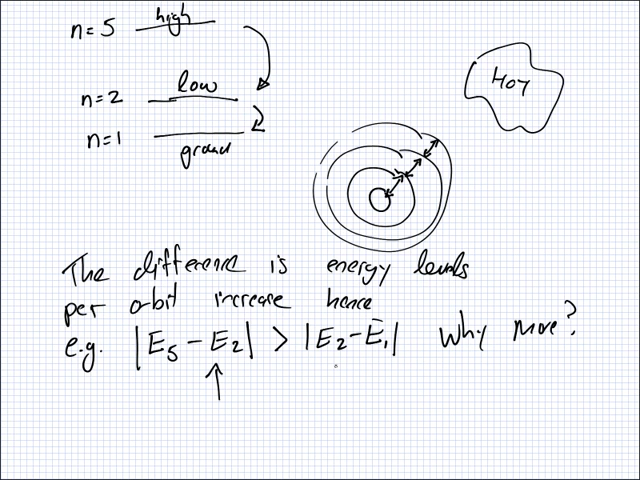 n=5 high
HOT
n=2 low
n=1
ground
The difference is energy levels
per orbit increase hence
e.g. |E₅ - E₂| > |E₂ - E₁| Why more?